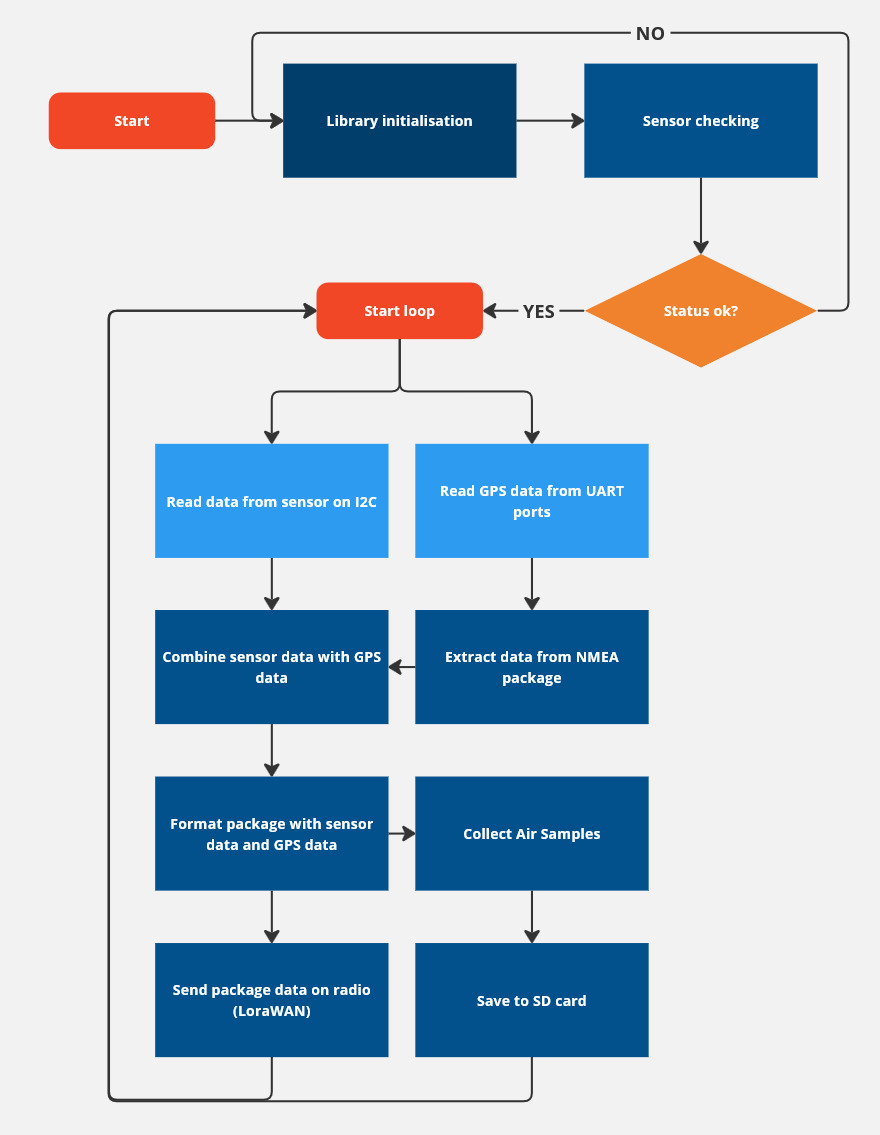 NO
Start
Library initialisation
Sensor checking
Start loop
YES
Status ok?
Read data from sensor on I2C
Read GPS data from UART
ports
Combine sensor data with GPS
data
Extract data from NMEA
package
Format package with sensor
data and GPS data
Collect Air Samples
Send package data on radio
(LoraWAN)
Save to SD card